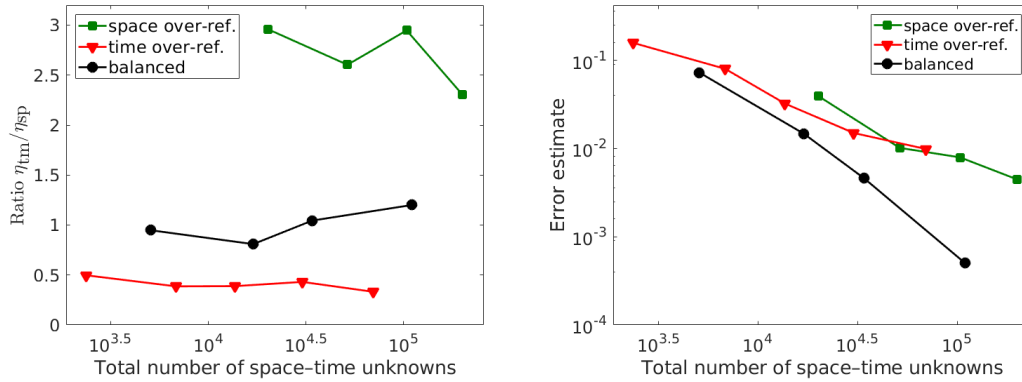 3
2.5
2
1.5
1
0.5
0
Ratio η_tm/η_sp
space over-ref.
time over-ref.
balanced
10^3.5 10^4 10^4.5 10^5
Total number of space–time unknowns
10^-1
10^-2
10^-3
10^-4
Error estimate
space over-ref.
time over-ref.
balanced
10^3.5 10^4 10^4.5 10^5
Total number of space–time unknowns